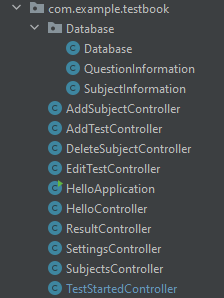 com.example.testbook
Database
Database
QuestionInformation
SubjectInformation
AddSubjectController
AddTestController
DeleteSubjectController
EditTestController
HelloApplication
HelloController
ResultController
SettingsController
SubjectsController
TestStartedController